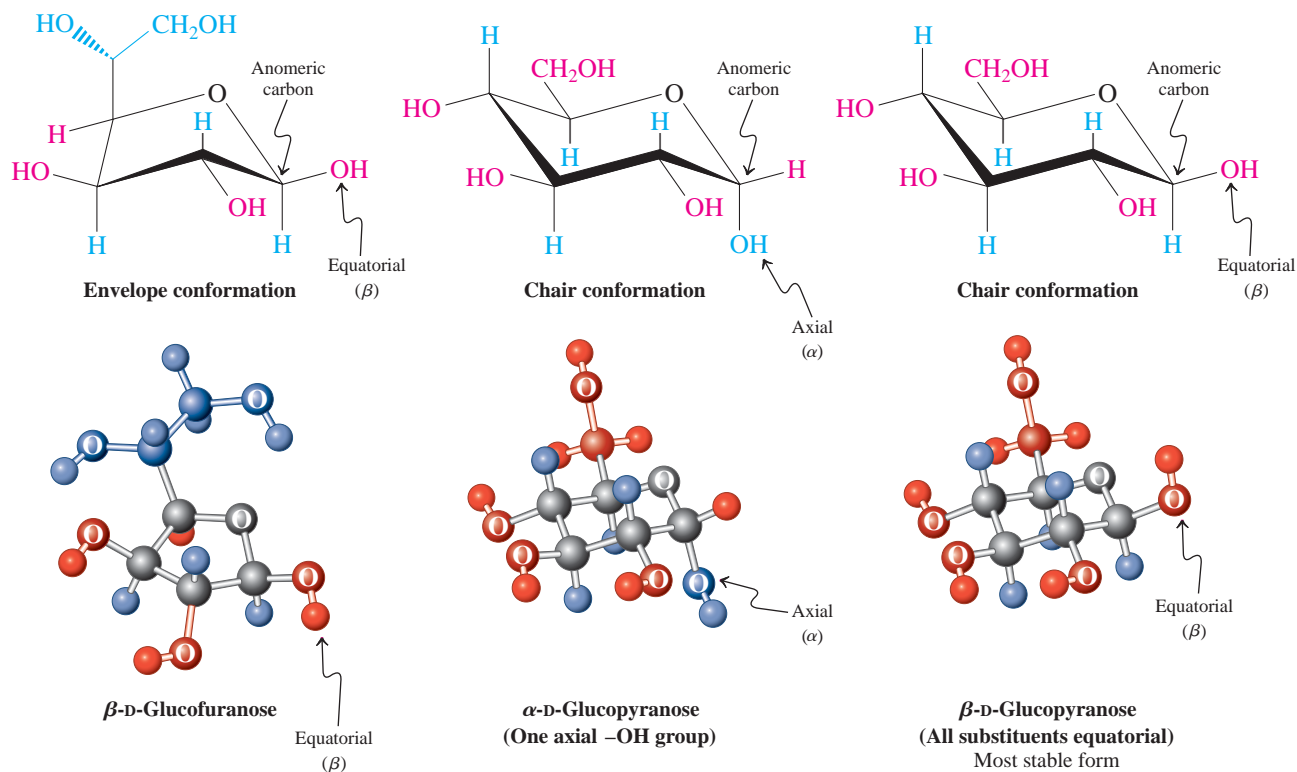 HO
CH₂OH
H
O
Anomeric
carbon
H
HO
OH
OH
H
H
Equatorial
(β)
Envelope conformation
H
CH₂OH
O
Anomeric
carbon
HO
H
H
H
HO
OH
H
OH
Axial
(α)
Chair conformation
H
CH₂OH
O
Anomeric
carbon
HO
H
H
OH
HO
OH
H
H
Equatorial
(β)
Chair conformation
O
O
O
O
O
O
Equatorial
(β)
β-D-Glucofuranose
O
O
O
O
O
O
Axial
(α)
α-D-Glucopyranose
(One axial –OH group)
O
O
O
O
O
O
Equatorial
(β)
β-D-Glucopyranose
(All substituents equatorial)
Most stable form